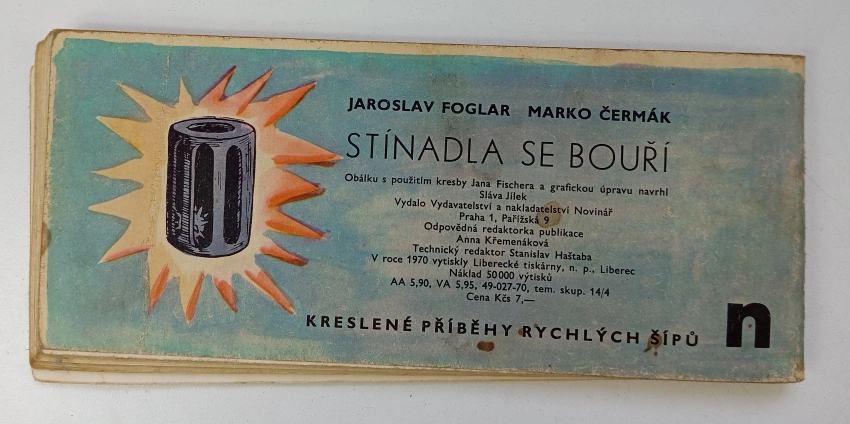 JAROSLAV FOGLAR MARKO ČERMÁK
STÍNADLA SE BOUŘÍ
Obálku s použitím kresby Jana Fischera a grafickou úpravu navrhl
Sláva Jílek
Vydalo Vydavatelství a nakladatelství Novinář
Praha 1, Pařížská 9
Odpovědná redaktorka publikace
Anna Křemenáková
Technický redaktor Stanislav Haštaba
V roce 1970 vytiskly Liberecké tiskárny, n. p., Liberec
Náklad 50000 výtisků
AA 5,90, VA 5,95, 49-027-70, tem. skup. 14/4
Cena Kčs 7,—
KRESLENÉ PŘÍBĚHY RYCHLÝCH ŠÍPŮ
n